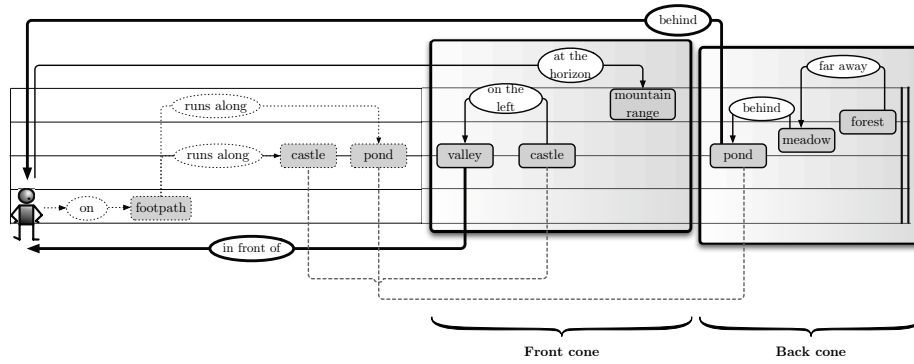 behind
at the
horizon
far away
on the
left
mountain
range
runs along
behind
forest
meadow
runs along
castle
pond
valley
castle
pond
on
footpath
in front of
Front cone
Back cone